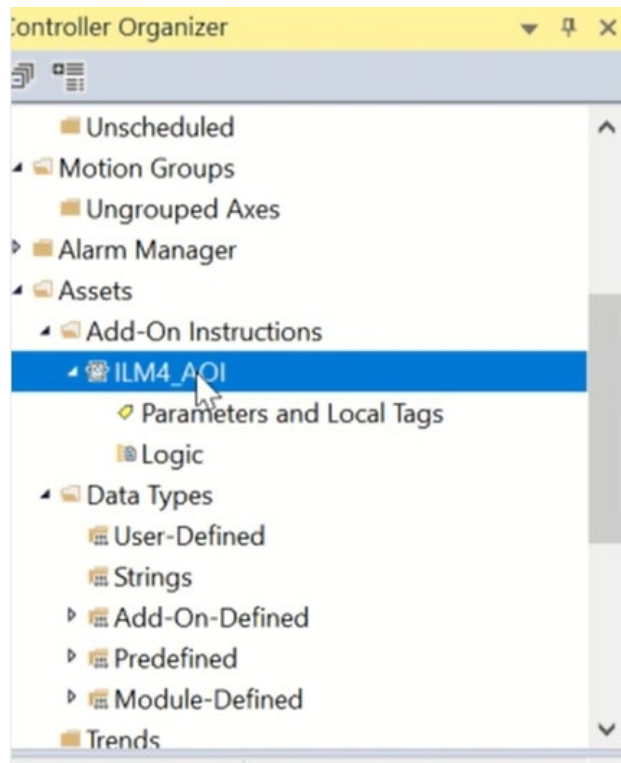 Controller Organizer
Unscheduled
Motion Groups
Ungrouped Axes
Alarm Manager
Assets
Add-On Instructions
ILM4_AOI
Parameters and Local Tags
Logic
Data Types
User-Defined
Strings
Add-On-Defined
Predefined
Module-Defined
Trends